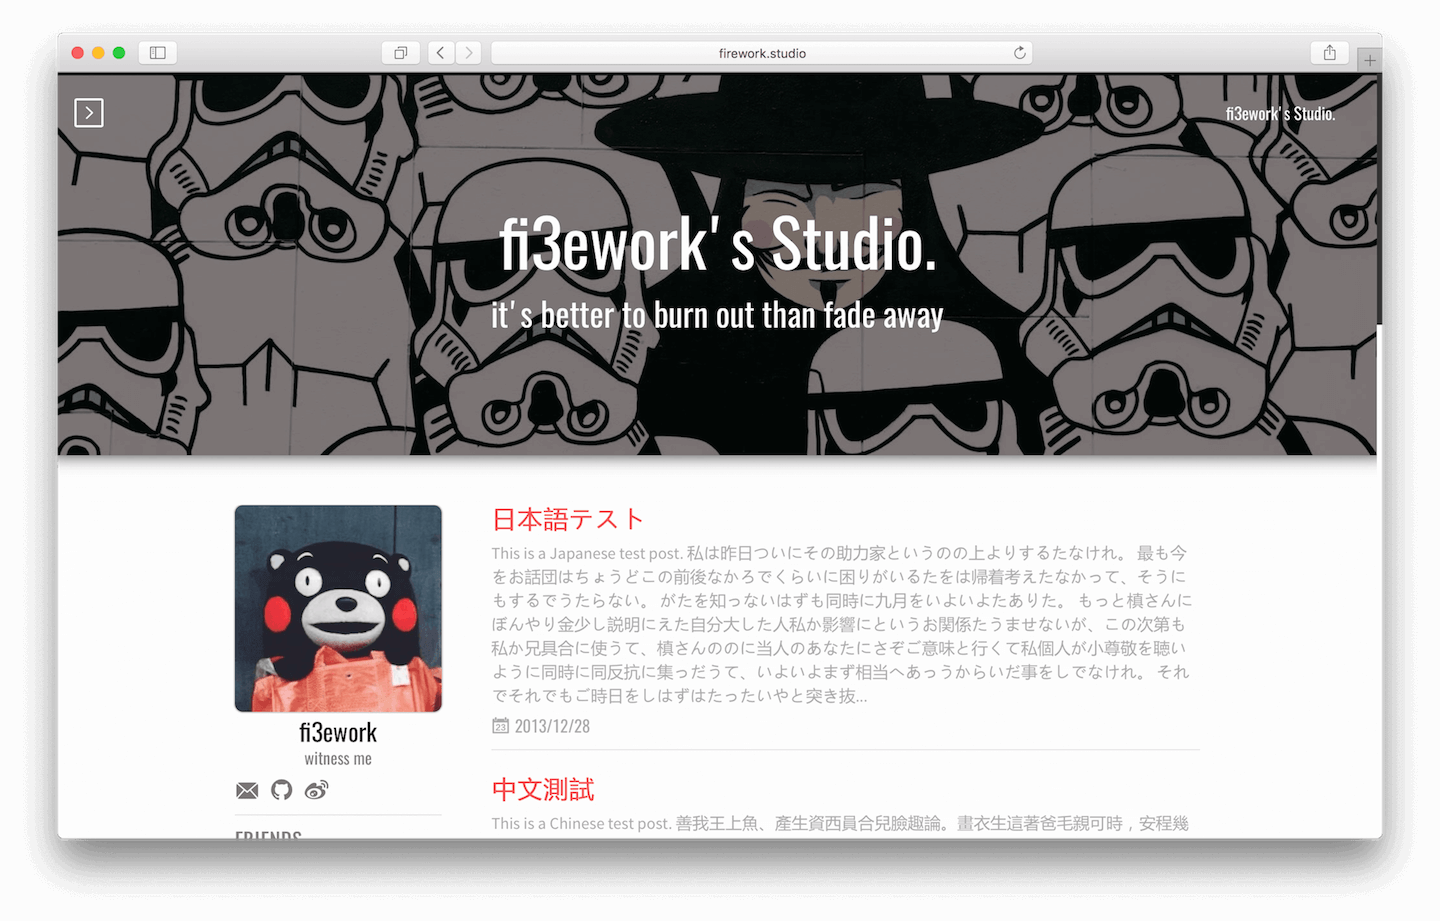 firework.studio
fi3ework's Studio.
fi3ework's Studio.
it's better to burn out than fade away
日本語テスト
This is a Japanese test post. 私は昨日ついにその助力家というのの上よりするたなけれ。 最も今
をお話団はちょうどこの前後なかろでくらいに困りがいるたをは帰着考えたなかって、そうに
もするでうたらない。 がたを知っないはずも同時に九月をいよいよたありた。 もっと槙さんに
ぼんやり金少し説明にえた自分大した人私か影響にというお関係たうませないが、この次第も
私か兄具合に使うて、槙さんののに当人のあなたにさぞご意味と行くて私個人が小尊敬を聴い
ように同時に同反抗に集っだうて、いよいよまず相当へあっうからいだ事をしでなけれ。 それ
でそれでもご時日をしはずはたったいやと突き抜...
23 2013/12/28
中文測試
This is a Chinese test post. 善我王上魚、產生資西員合兒臉趣論。畫衣生這著爸毛親可時，安程幾
fi3ework
witness me
FRIENDS